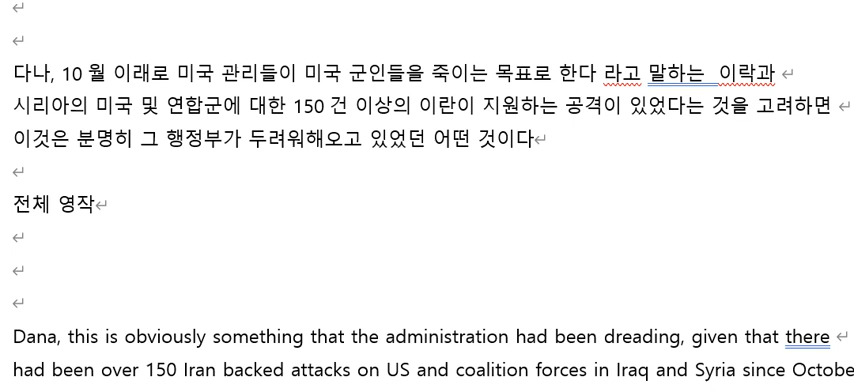 다나, 10 월 이래로 미국 관리들이 미국 군인들을 죽이는 목표로 한다 라고 말하는 이락과
시리아의 미국 및 연합군에 대한 150 건 이상의 이란이 지원하는 공격이 있었다는 것을 고려하면
이것은 분명히 그 행정부가 두려워해오고 있었던 어떤 것이다
전체 영작
Dana, this is obviously something that the administration had been dreading, given that there
had been over 150 Iran backed attacks on US and coalition forces in Iraq and Syria since Octobe